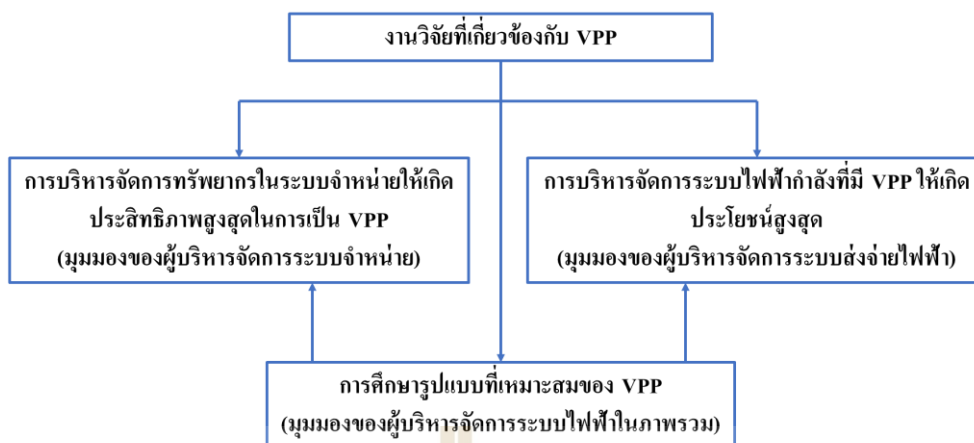 งานวิจัยที่เกี่ยวข้องกับ VPP
การบริหารจัดการทรัพยากรในระบบจำหน่ายให้เกิด
ประสิทธิภาพสูงสุดในการเป็น VPP
(มุมมองของผู้บริหารจัดการระบบจำหน่าย)
การบริหารจัดการระบบไฟฟ้ากำลังที่มี VPP ให้เกิด
ประโยชน์สูงสุด
(มุมมองของผู้บริหารจัดการระบบส่งจ่ายไฟฟ้า)
การศึกษารูปแบบที่เหมาะสมของ VPP
(มุมมองของผู้บริหารจัดการระบบไฟฟ้าในภาพรวม)